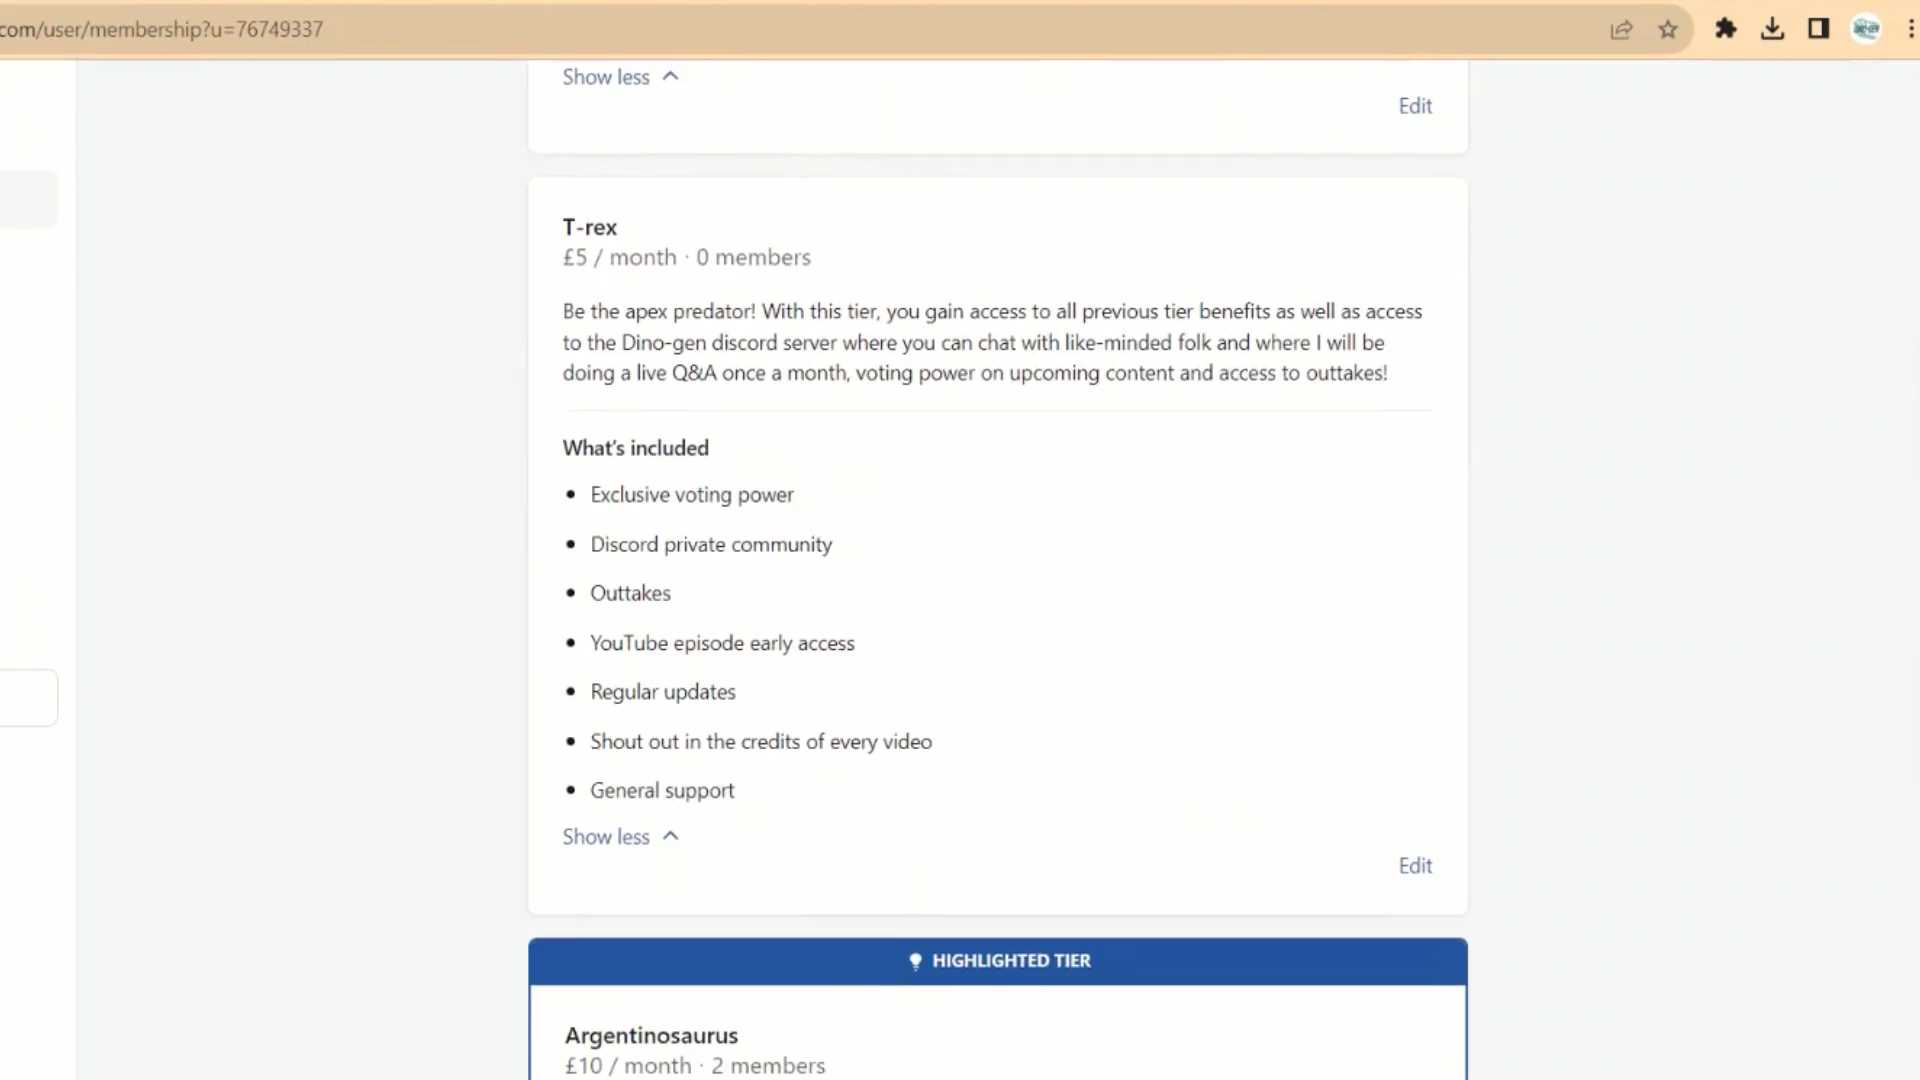 com/user/membership?u=76749337
Show less
Edit
T-rex
£5 / month · 0 members
Be the apex predator! With this tier, you gain access to all previous tier benefits as well as access
to the Dino-gen discord server where you can chat with like-minded folk and where I will be
doing a live Q&A once a month, voting power on upcoming content and access to outtakes!
What's included
• Exclusive voting power
• Discord private community
• Outtakes
• YouTube episode early access
• Regular updates
• Shout out in the credits of every video
• General support
Show less
Edit
HIGHLIGHTED TIER
Argentinosaurus
£10 / month · 2 members